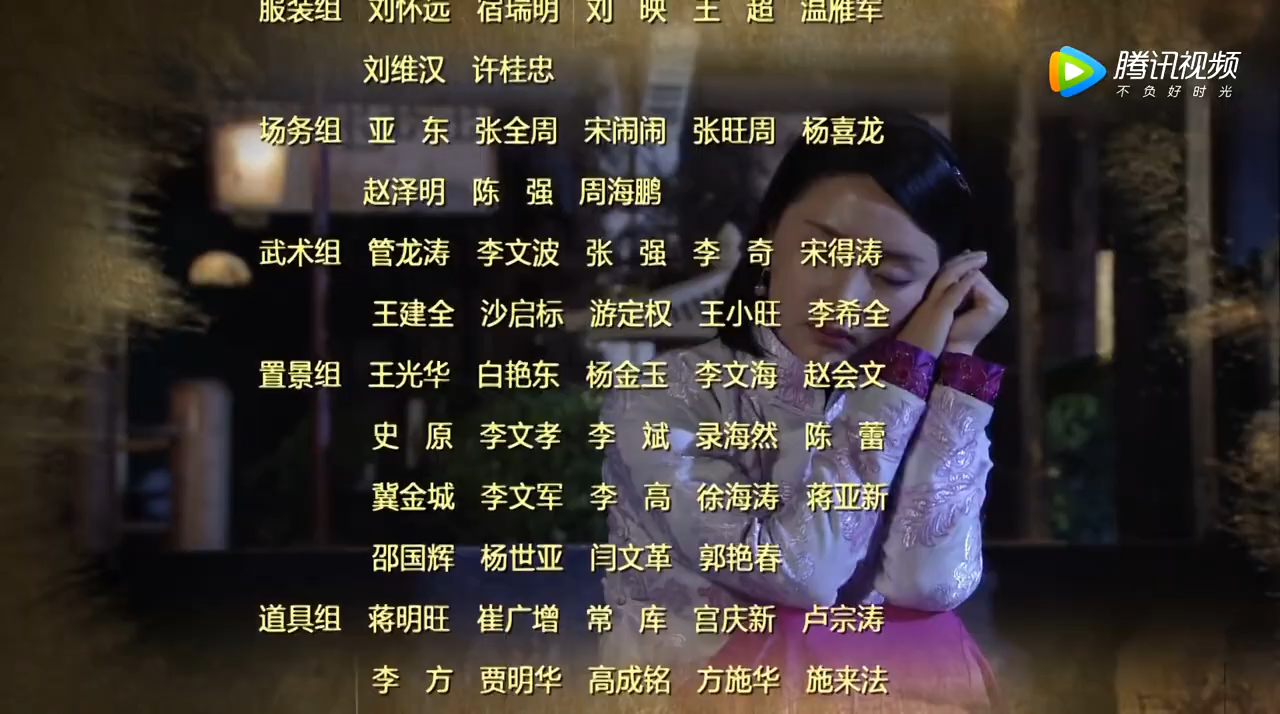 服装组 刘怀远 宿瑞明 刘 映 王 超 温雁军
刘维汉 许桂忠
腾讯视频
不负好时光
场务组 亚 东 张全周 宋闹闹 张旺周 杨喜龙
赵泽明 陈 强 周海鹏
武术组 管龙涛 李文波 张 强 李 奇 宋得涛
王建全 沙启标 游定权 王小旺 李希全
置景组 王光华 白艳东 杨金玉 李文海 赵会文
史 原 李文孝 李 斌 录海然 陈 蕾
冀金城 李文军 李 高 徐海涛 蒋亚新
邵国辉 杨世亚 闫文革 郭艳春
道具组 蒋明旺 崔广增 常 库 宫庆新 卢宗涛
李 方 贾明华 高成铭 方施华 施来法